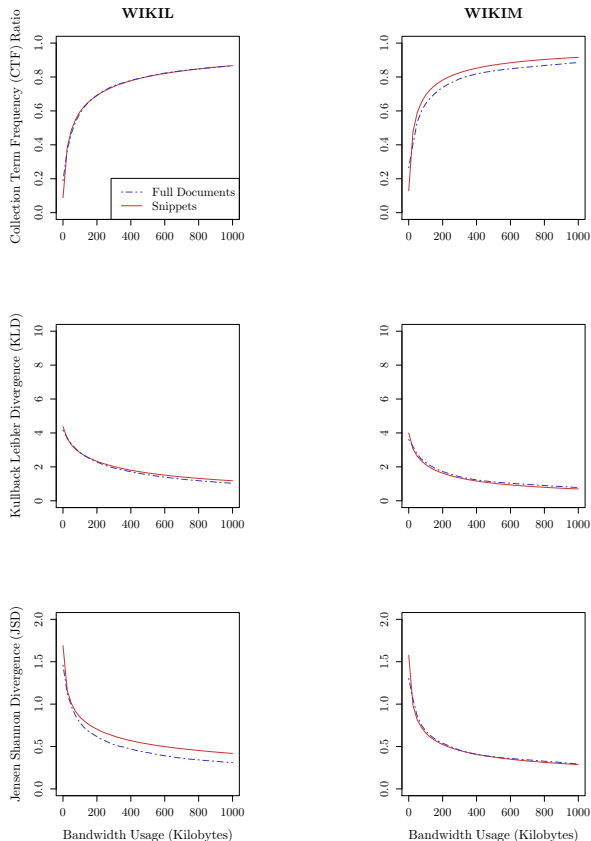 WIKIL
WIKIM
Collection Term Frequency (CTF) Ratio
0.0 0.2 0.4 0.6 0.8 1.0
Full Documents
Snippets
0 200 400 600 800 1000
0.0 0.2 0.4 0.6 0.8 1.0
0 200 400 600 800 1000
Kullback Leibler Divergence (KLD)
0 2 4 6 8 10
0 200 400 600 800 1000
0 2 4 6 8 10
0 200 400 600 800 1000
Jensen Shannon Divergence (JSD)
0.0 0.5 1.0 1.5 2.0
0 200 400 600 800 1000
Bandwidth Usage (Kilobytes)
0.0 0.5 1.0 1.5 2.0
0 200 400 600 800 1000
Bandwidth Usage (Kilobytes)